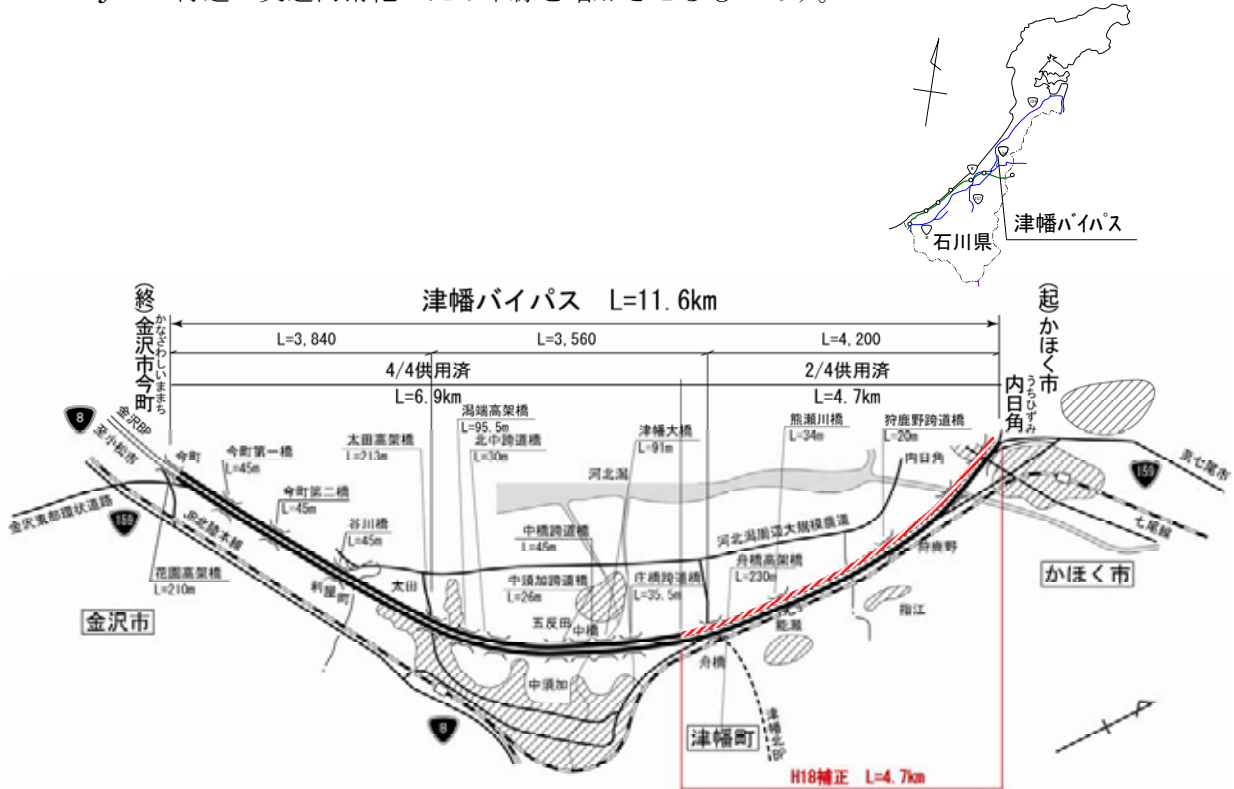 石川県
津幡バイパス
津幡バイパス L=11.6km
(終)金沢市今町
かなざわしいままち
(起)かほく市
内日角
うちひずみ
L=3,840
L=3,560
L=4,200
4/4供用済
2/4供用済
L=6.9km
L=4.7km
8
金沢BP
至小松市
今町
今町第一橋
L=45m
今町第二橋
L=45m
谷川橋
L=45m
太田高架橋
L=213m
潟端高架橋
L=95.5m
北中跨道橋
L=30m
津幡大橋
L=91m
熊瀬川橋
L=34m
狩鹿野跨道橋
L=20m
内日角
河北潟
中橋跨道橋
L=45m
河北潟周辺大規模農道
金沢東部環状道路
159
JR北陸本線
花園高架橋
L=210m
利屋町
太田
中須加跨道橋
L=26m
庄橋跨道橋
L=35.5m
舟橋高架橋
L=230m
五反田
中橋
能瀬
狩鹿野
指江
至七尾市
159
七尾線
かほく市
金沢市
中須加
舟橋
8
津幡町
津幡北BP
H18補正 L=4.7km